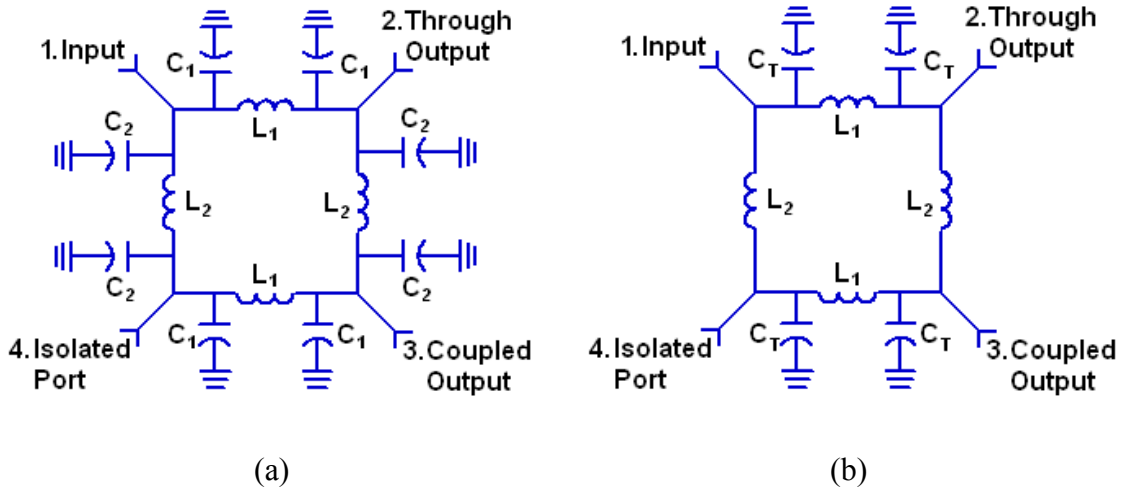 1.Input
2.Through
Output
C1
C1
C2
C2
L1
L2
L2
C2
C2
L1
C1
C1
4.Isolated
Port
3.Coupled
Output
(a)
1.Input
2.Through
Output
CT
CT
L1
L2
L2
L1
CT
CT
4.Isolated
Port
3.Coupled
Output
(b)